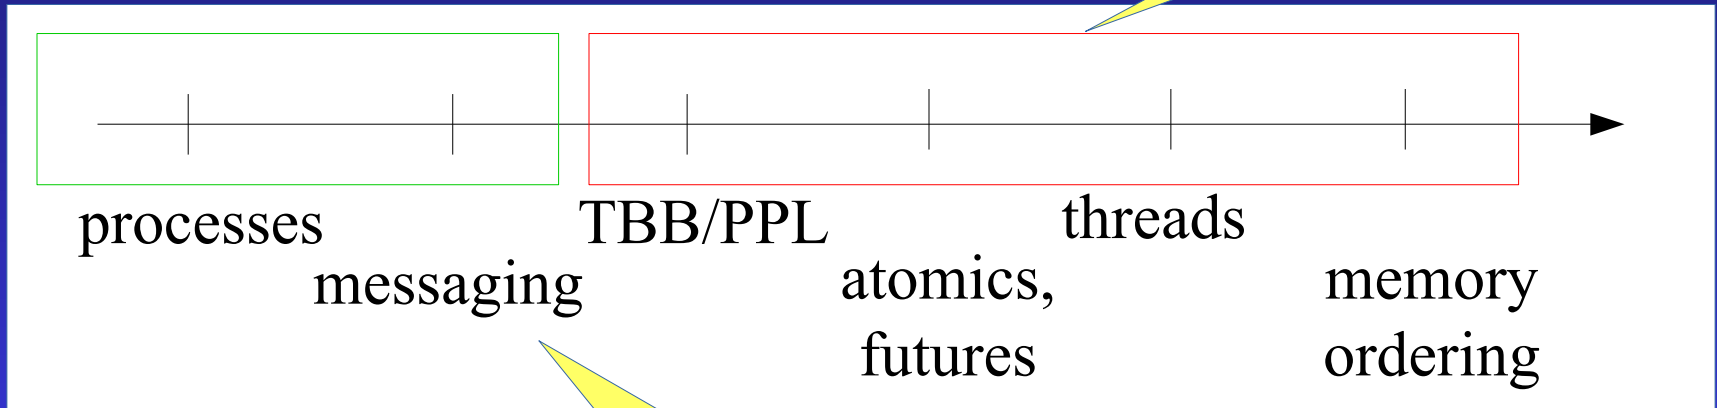 processes
messaging
TBB/PPL
atomics,
futures
threads
memory
ordering